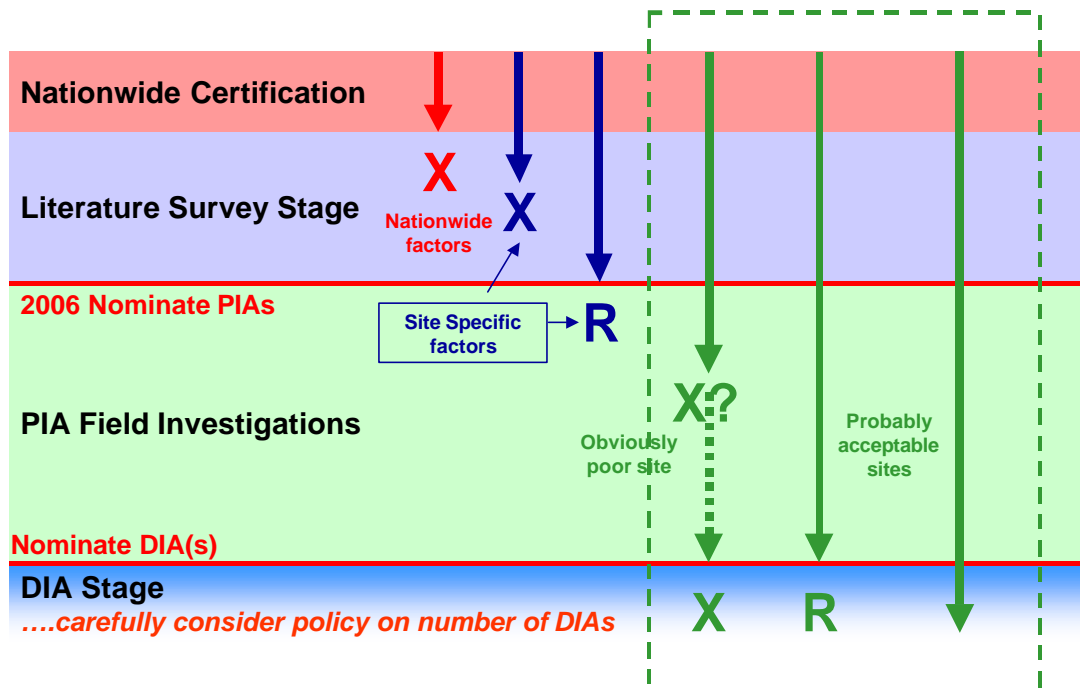 Nationwide Certification
X
Nationwide
factors
Literature Survey Stage
X
2006 Nominate PIAs
Site Specific
factors
R
PIA Field Investigations
X?
Obviously
poor site
Probably
acceptable
sites
Nominate DIA(s)
DIA Stage
….carefully consider policy on number of DIAs
X
R